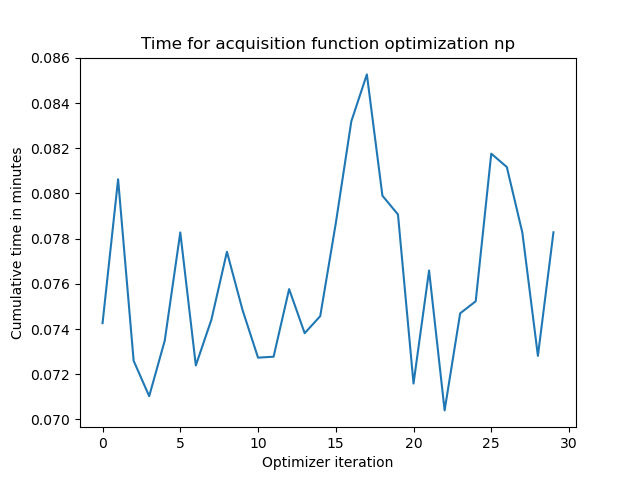 Time for acquisition function optimization np
0.086
0.084
0.082
0.080
0.078
0.076
0.074
0.072
0.070
Cumulative time in minutes
0 5 10 15 20 25 30
Optimizer iteration